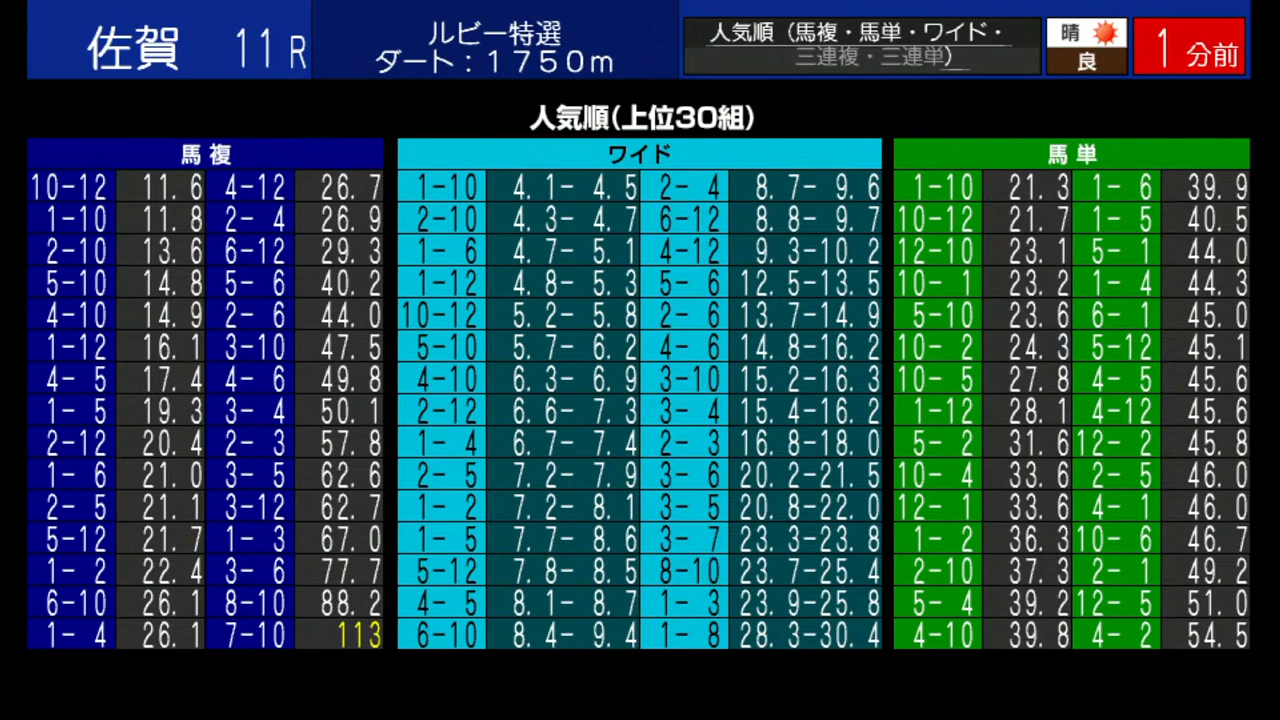 佐賀 11R
ルビー特選
ダート：1750m
人気順（馬複・馬単・ワイド・
三連複・三連単）
晴
良
1分前
人気順(上位30組)
馬複 ワイド 馬単
10-12 11.6 4-12 26.7 1-10 4.1- 4.5 2- 4 8.7- 9.6 1-10 21.3 1- 6 39.9
1-10 11.8 2- 4 26.9 2-10 4.3- 4.7 6-12 8.8- 9.7 10-12 21.7 1- 5 40.5
2-10 13.6 6-12 29.3 1- 6 4.7- 5.1 4-12 9.3-10.2 12-10 23.1 5- 1 44.0
5-10 14.8 5- 6 40.2 1-12 4.8- 5.3 5- 6 12.5-13.5 10- 1 23.2 1- 4 44.3
4-10 14.9 2- 6 44.0 10-12 5.2- 5.8 2- 6 13.7-14.9 5-10 23.6 6- 1 45.0
1-12 16.1 3-10 47.5 5-10 5.7- 6.2 4- 6 14.8-16.2 10- 2 24.3 5-12 45.1
4- 5 17.4 4- 6 49.8 4-10 6.3- 6.9 3-10 15.2-16.3 10- 5 27.8 4- 5 45.6
1- 5 19.3 3- 4 50.1 2-12 6.6- 7.3 3- 4 15.4-16.2 1-12 28.1 4-12 45.6
2-12 20.4 2- 3 57.8 1- 4 6.7- 7.4 2- 3 16.8-18.0 5- 2 31.6 12- 2 45.8
1- 6 21.0 3- 5 62.6 2- 5 7.2- 7.9 3- 6 20.2-21.5 10- 4 33.6 2- 5 46.0
2- 5 21.1 3-12 62.7 1- 2 7.2- 8.1 3- 5 20.8-22.0 12- 1 33.6 4- 1 46.0
5-12 21.7 1- 3 67.0 1- 5 7.7- 8.6 3- 7 23.3-23.8 1- 2 36.3 10- 6 46.7
1- 2 22.4 3- 6 77.7 5-12 7.8- 8.5 8-10 23.7-25.4 2-10 37.3 2- 1 49.2
6-10 26.1 8-10 88.2 4- 5 8.1- 8.7 1- 3 23.9-25.8 5- 4 39.2 12- 5 51.0
1- 4 26.1 7-10 113 6-10 8.4- 9.4 1- 8 28.3-30.4 4-10 39.8 4- 2 54.5